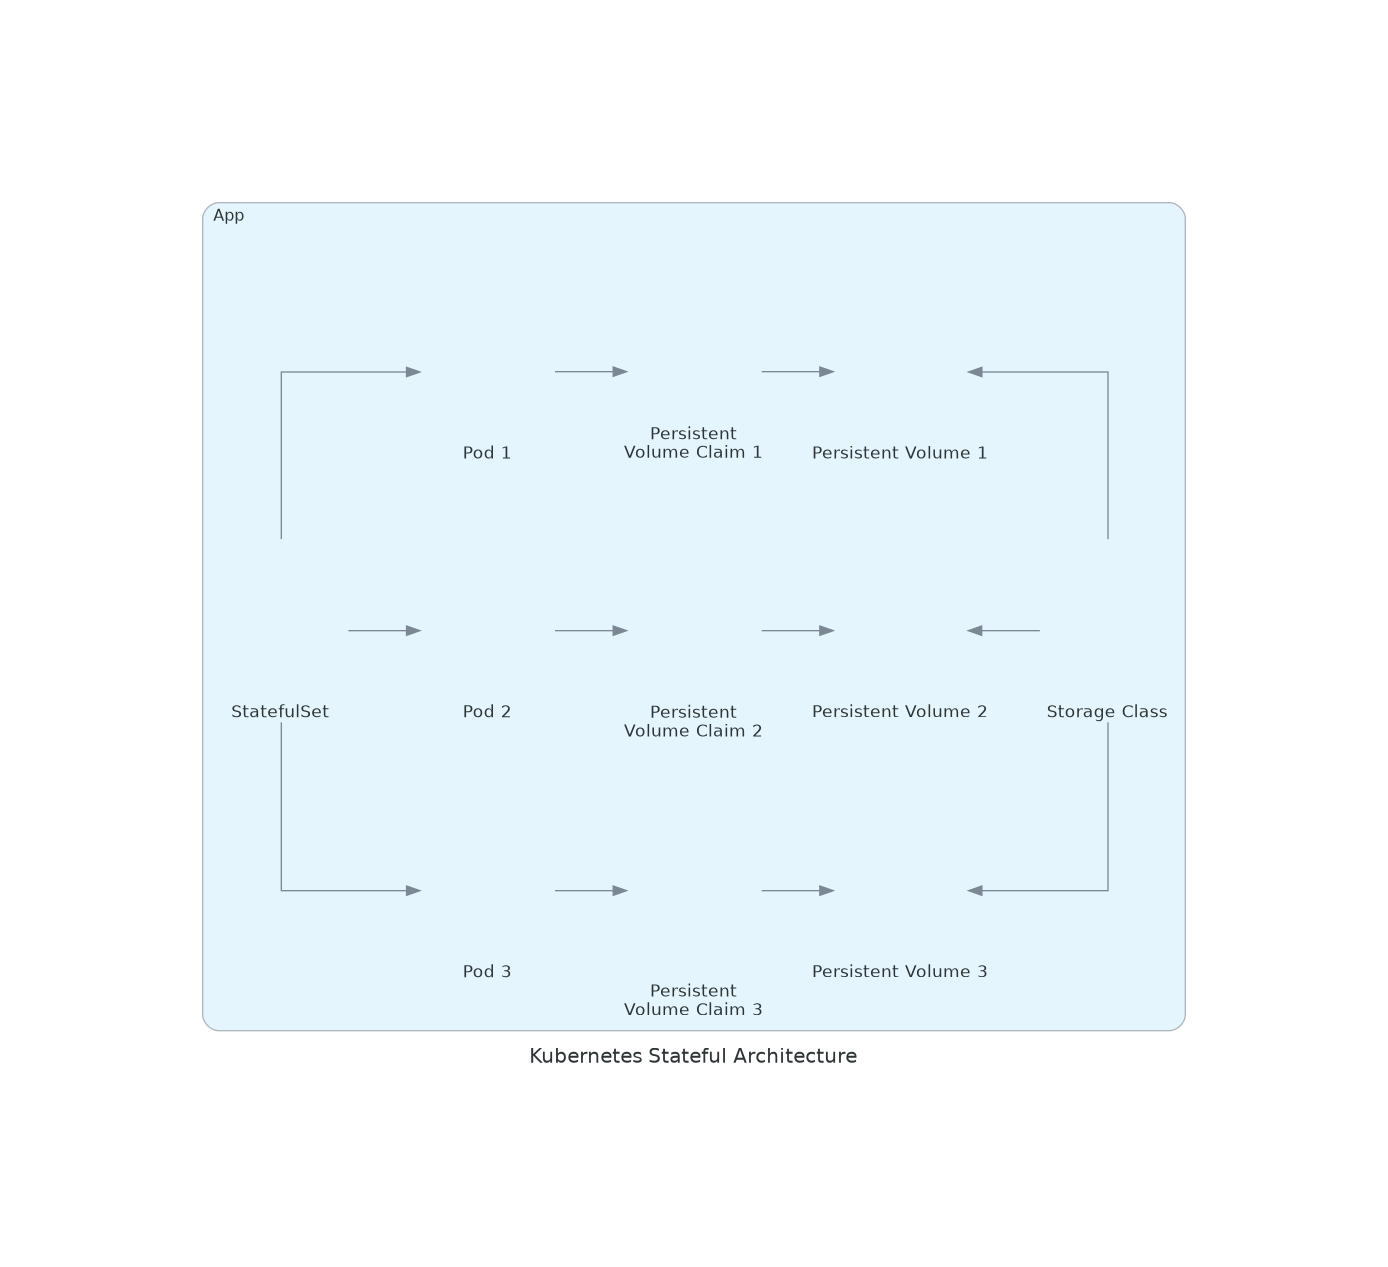 App
Pod 1
Persistent
Volume Claim 1
Persistent Volume 1
StatefulSet
Pod 2
Persistent
Volume Claim 2
Persistent Volume 2
Storage Class
Pod 3
Persistent
Volume Claim 3
Persistent Volume 3
Kubernetes Stateful Architecture